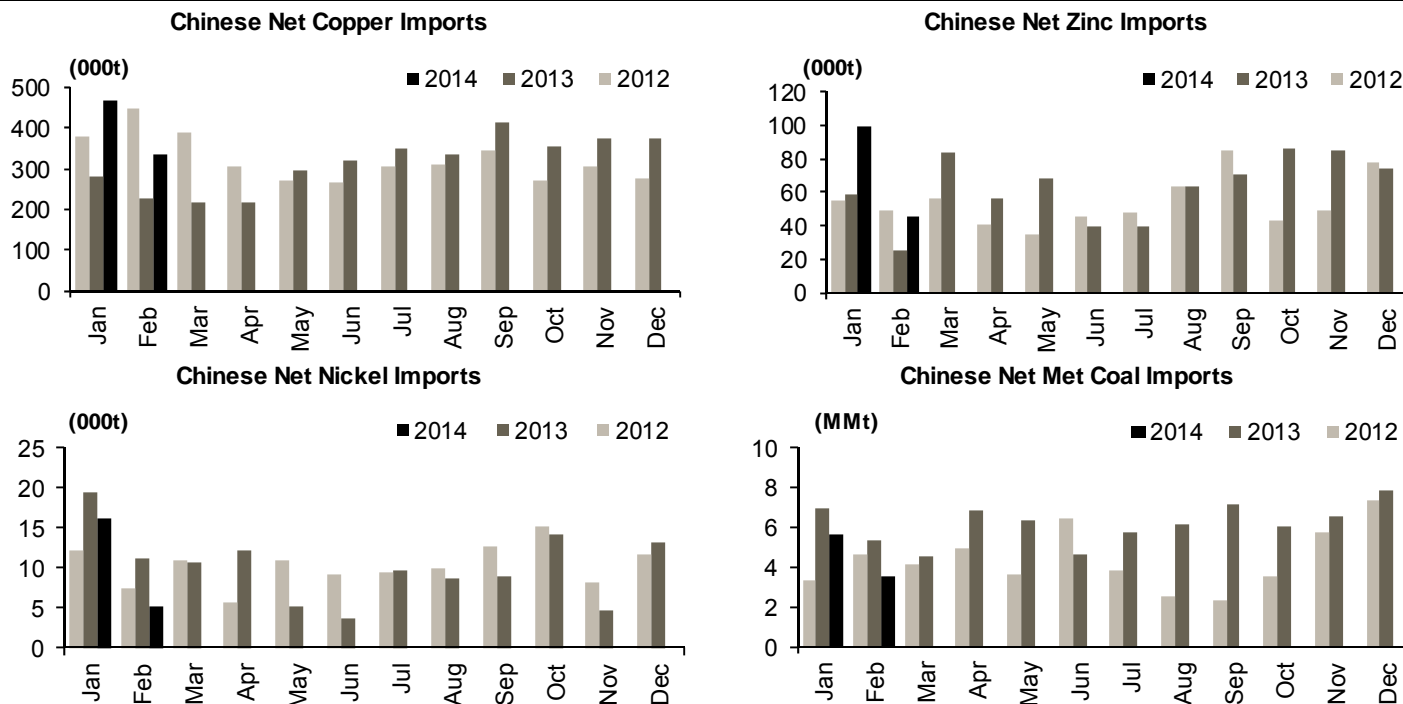 Chinese Net Copper Imports
(000t)
2014 2013 2012
500
400
300
200
100
0
Jan Feb Mar Apr May Jun Jul Aug Sep Oct Nov Dec
Chinese Net Zinc Imports
(000t)
2014 2013 2012
120
100
80
60
40
20
0
Jan Feb Mar Apr May Jun Jul Aug Sep Oct Nov Dec
Chinese Net Nickel Imports
(000t)
2014 2013 2012
25
20
15
10
5
0
Jan Feb Mar Apr May Jun Jul Aug Sep Oct Nov Dec
Chinese Net Met Coal Imports
(MMt)
2014 2013 2012
10
8
6
4
2
0
Jan Feb Mar Apr May Jun Jul Aug Sep Oct Nov Dec